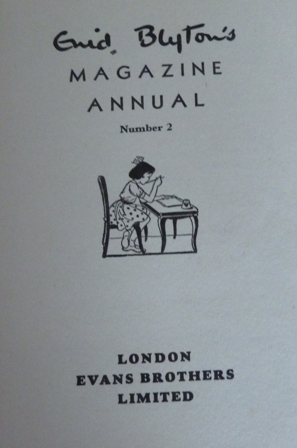 Enid Blyton's
MAGAZINE
ANNUAL
Number 2
LONDON
EVANS BROTHERS
LIMITED